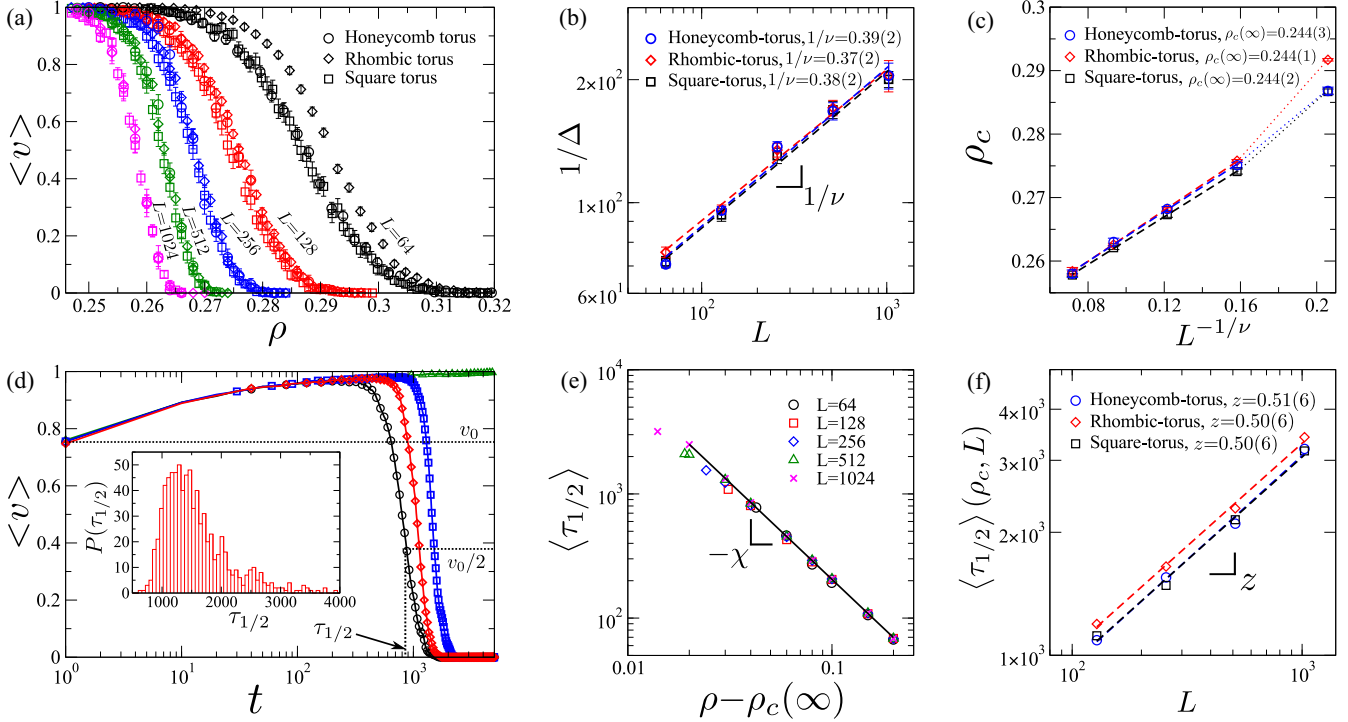 (a)
<v>
1
0.8
0.6
0.4
0.2
0
Honeycomb torus
Rhombic torus
Square torus
L=1024
L=512
L=256
L=128
L=64
0.25
0.26
0.27
0.28
0.29
0.3
0.31
0.32
ρ
(b)
1/Δ
2×10²
1×10²
6×10¹
Honeycomb-torus, 1/ν=0.39(2)
Rhombic-torus, 1/ν=0.37(2)
Square-torus, 1/ν=0.38(2)
1/ν
10²
10³
L
(c)
ρc
0.3
0.29
0.28
0.27
0.26
Honeycomb-torus, ρc(∞)=0.244(3)
Rhombic-torus, ρc(∞)=0.244(1)
Square-torus, ρc(∞)=0.244(2)
0.08
0.12
0.16
0.2
L^{-1/ν}
(d)
<v>
1
0.8
0.6
0.4
0.2
0
v₀
v₀/2
P(τ1/2)
50
40
30
20
10
0
1000
2000
3000
4000
τ1/2
τ1/2
10⁰
10¹
10²
10³
t
(e)
⟨τ1/2⟩
10⁴
10³
10²
L=64
L=128
L=256
L=512
L=1024
−χ
0.01
0.1
ρ−ρc(∞)
(f)
⟨τ1/2⟩(ρc, L)
4×10³
3×10³
2×10³
1×10³
Honeycomb-torus, z=0.51(6)
Rhombic-torus, z=0.50(6)
Square-torus, z=0.50(6)
z
10²
10³
L